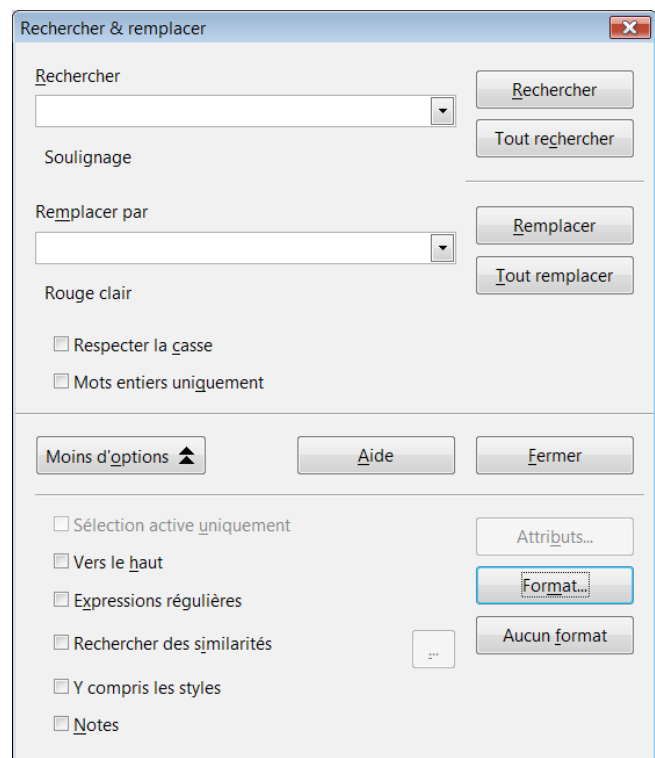 Rechercher & remplacer
Rechercher
Rechercher
Tout rechercher
Soulignage
Remplacer par
Remplacer
Tout remplacer
Rouge clair
Respecter la casse
Mots entiers uniquement
Moins d'options
Aide
Fermer
Sélection active uniquement
Attributs...
Vers le haut
Format...
Expressions régulières
Aucun format
Rechercher des similarités
...
Y compris les styles
Notes